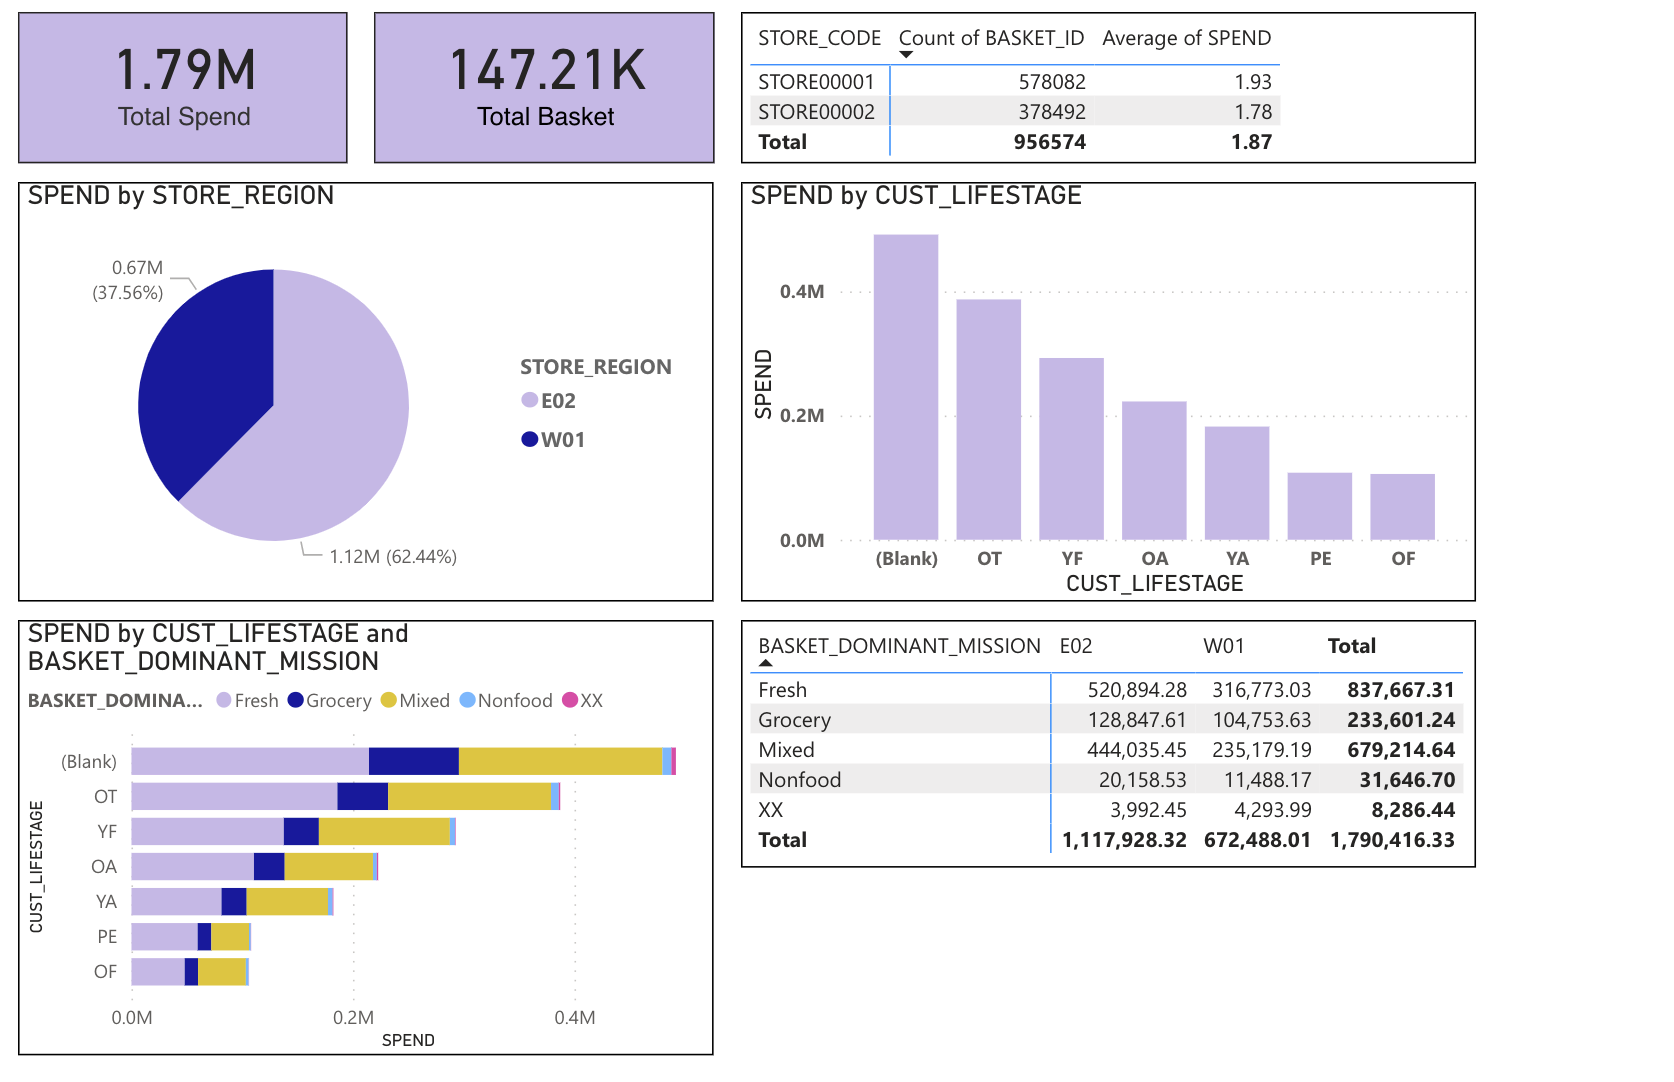 1.79M
Total Spend
147.21K
Total Basket
STORE_CODE Count of BASKET_ID Average of SPEND
STORE00001 578082 1.93
STORE00002 378492 1.78
Total 956574 1.87
SPEND by STORE_REGION
0.67M
(37.56%)
1.12M (62.44%)
STORE_REGION
E02
W01
SPEND by CUST_LIFESTAGE
SPEND
0.4M
0.2M
0.0M
(Blank) OT YF OA YA PE OF
CUST_LIFESTAGE
SPEND by CUST_LIFESTAGE and
BASKET_DOMINANT_MISSION
BASKET_DOMINA... Fresh Grocery Mixed Nonfood XX
CUST_LIFESTAGE
(Blank)
OT
YF
OA
YA
PE
OF
0.0M 0.2M 0.4M
SPEND
BASKET_DOMINANT_MISSION E02 W01 Total
Fresh 520,894.28 316,773.03 837,667.31
Grocery 128,847.61 104,753.63 233,601.24
Mixed 444,035.45 235,179.19 679,214.64
Nonfood 20,158.53 11,488.17 31,646.70
XX 3,992.45 4,293.99 8,286.44
Total 1,117,928.32 672,488.01 1,790,416.33